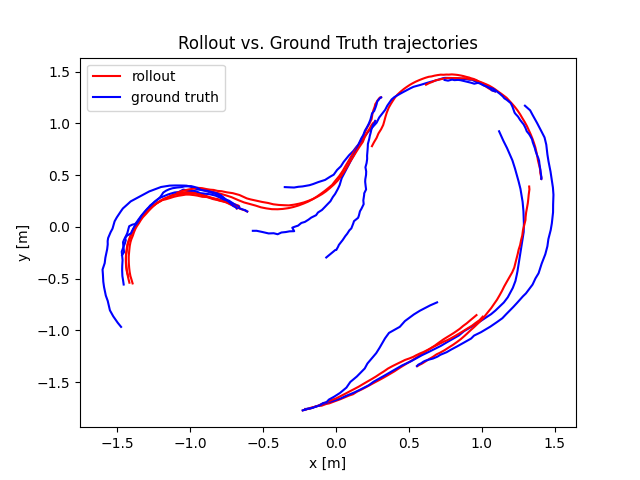 Rollout vs. Ground Truth trajectories
rollout
ground truth
1.5
1.0
0.5
0.0
−0.5
−1.0
−1.5
y [m]
−1.5 −1.0 −0.5 0.0 0.5 1.0 1.5
x [m]